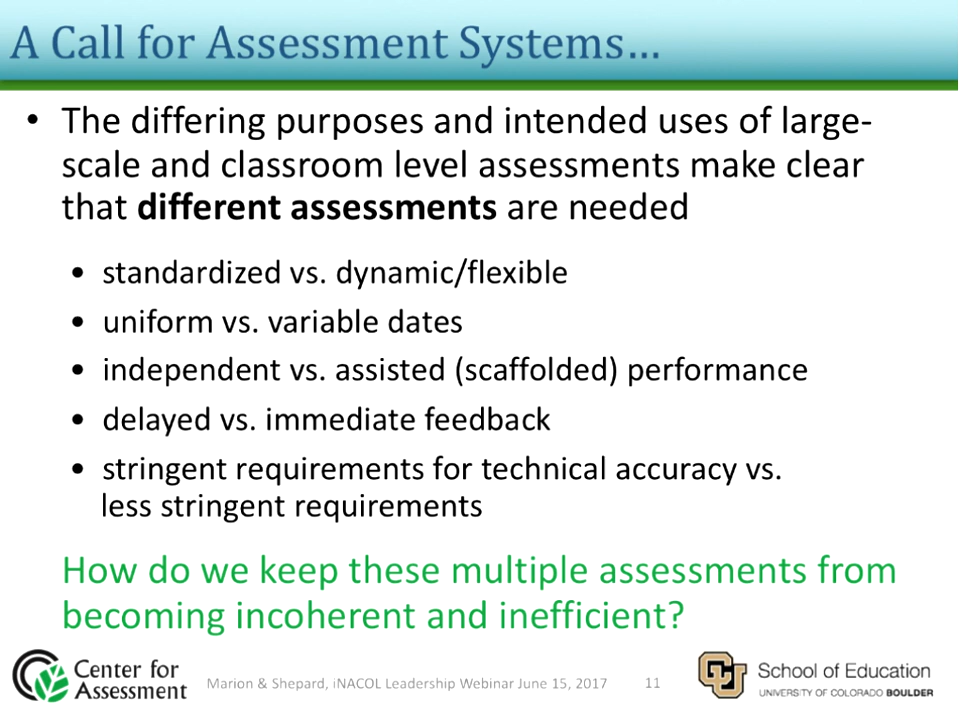 A Call for Assessment Systems…
• The differing purposes and intended uses of large-
scale and classroom level assessments make clear
that different assessments are needed
• standardized vs. dynamic/flexible
• uniform vs. variable dates
• independent vs. assisted (scaffolded) performance
• delayed vs. immediate feedback
• stringent requirements for technical accuracy vs.
less stringent requirements
How do we keep these multiple assessments from
becoming incoherent and inefficient?
Center for
Assessment
Marion & Shepard, iNACOL Leadership Webinar June 15, 2017
11
CU
School of Education
UNIVERSITY OF COLORADO BOULDER